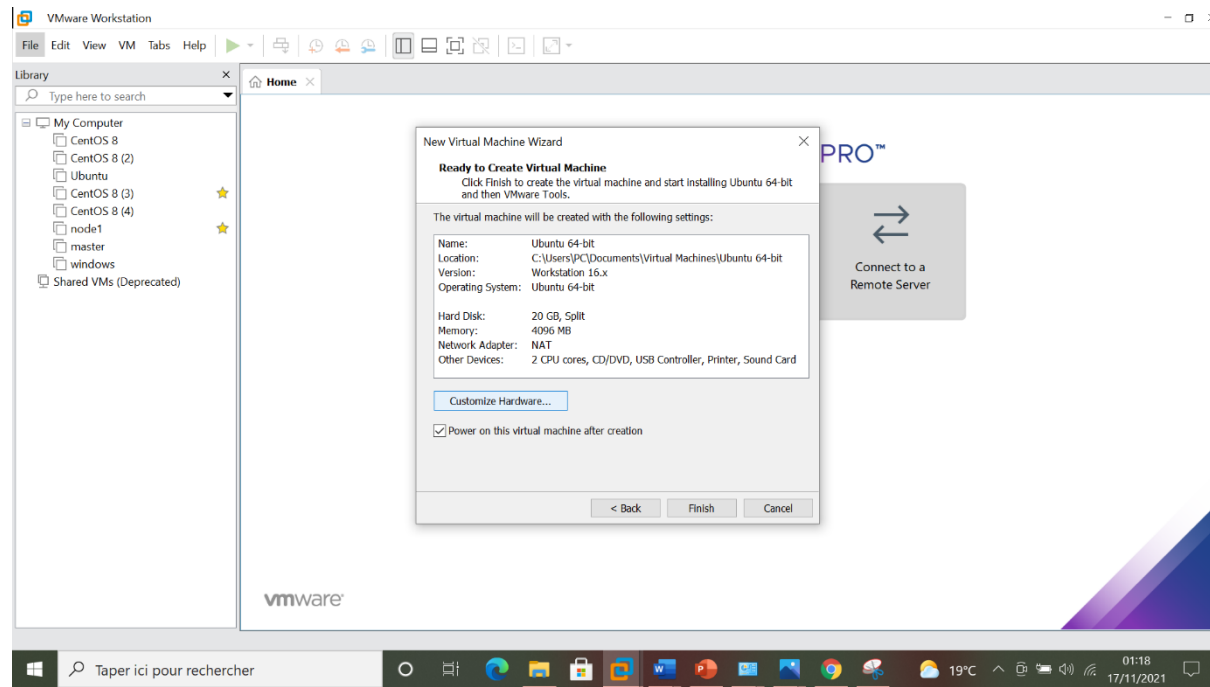 VMware Workstation
File Edit View VM Tabs Help
Library
Type here to search
Home
My Computer
CentOS 8
CentOS 8 (2)
Ubuntu
CentOS 8 (3)
CentOS 8 (4)
node1
master
windows
Shared VMs (Deprecated)
PRO™
Connect to a
Remote Server
New Virtual Machine Wizard
Ready to Create Virtual Machine
Click Finish to create the virtual machine and start installing Ubuntu 64-bit
and then VMware Tools.
The virtual machine will be created with the following settings:
Name: Ubuntu 64-bit
Location: C:\Users\PC\Documents\Virtual Machines\Ubuntu 64-bit
Version: Workstation 16.x
Operating System: Ubuntu 64-bit
Hard Disk: 20 GB, Split
Memory: 4096 MB
Network Adapter: NAT
Other Devices: 2 CPU cores, CD/DVD, USB Controller, Printer, Sound Card
Customize Hardware...
Power on this virtual machine after creation
< Back Finish Cancel
vmware
Taper ici pour rechercher
19°C
01:18
17/11/2021